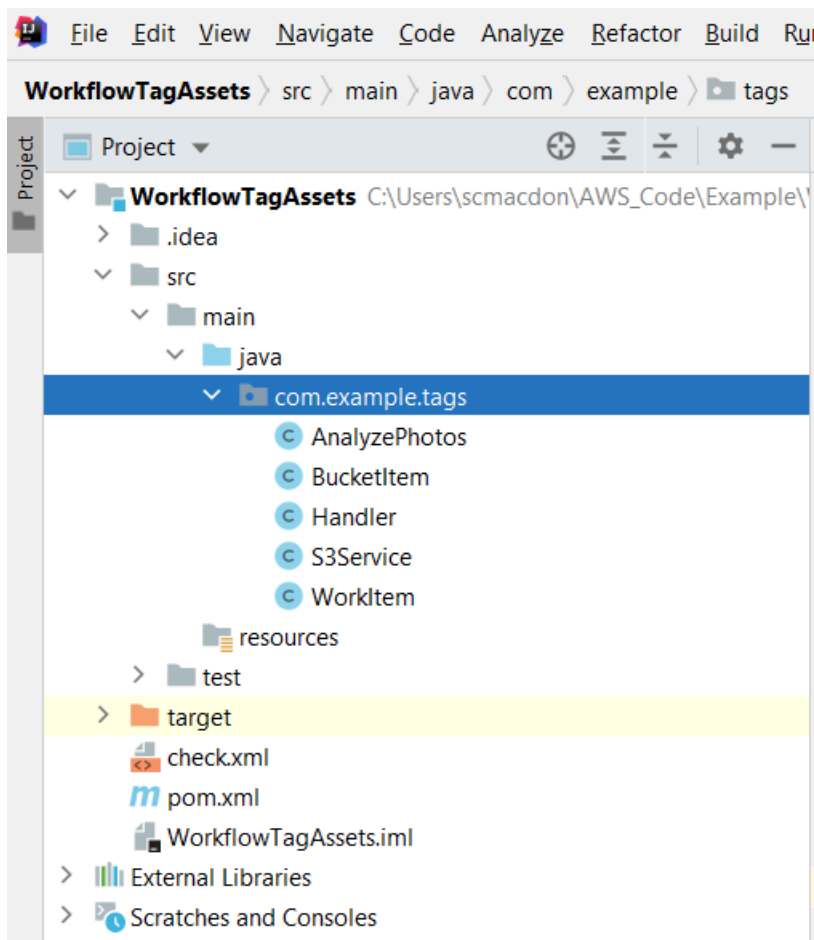 File Edit View Navigate Code Analyze Refactor Build
WorkflowTagAssets src main java com example tags
Project
Project
WorkflowTagAssets C:\Users\scmacdon\AWS_Code\Example\
.idea
src
main
java
com.example.tags
AnalyzePhotos
BucketItem
Handler
S3Service
WorkItem
resources
test
target
check.xml
pom.xml
WorkflowTagAssets.iml
External Libraries
Scratches and Consoles